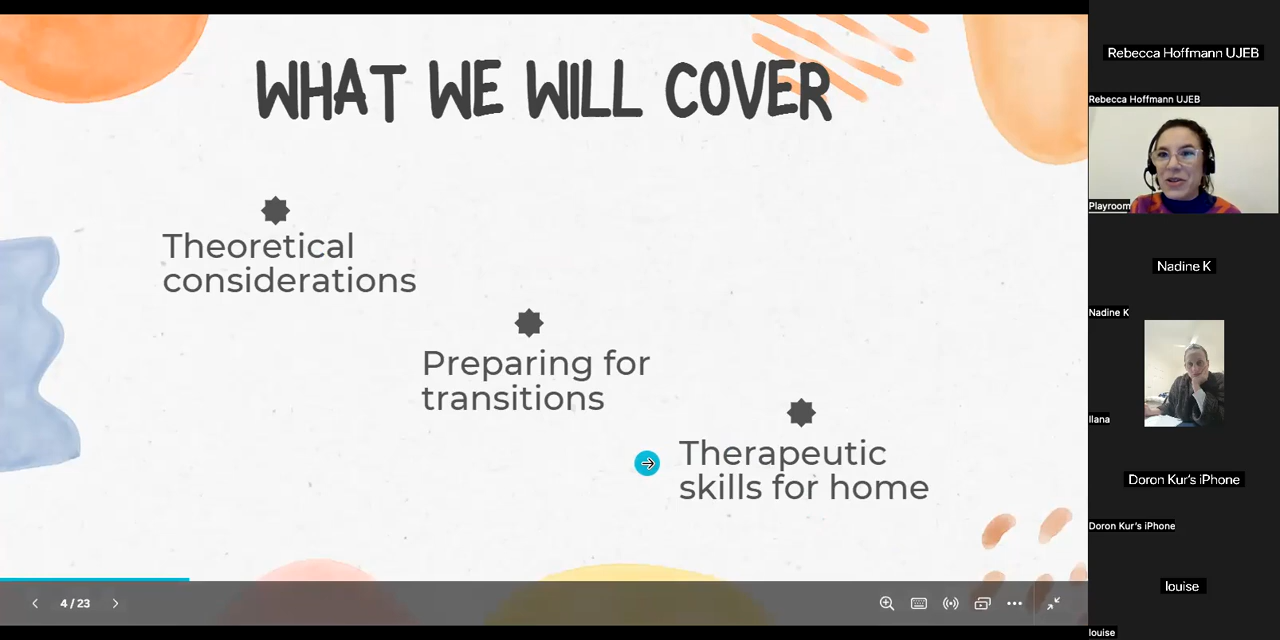 WHAT WE WILL COVER
Theoretical
considerations
Preparing for
transitions
Therapeutic
skills for home
4 / 23
Rebecca Hoffmann UJEB
Rebecca Hoffmann UJEB
Playroom
Nadine K
Nadine K
Ilana
Doron Kur's iPhone
Doron Kur's iPhone
louise
louise